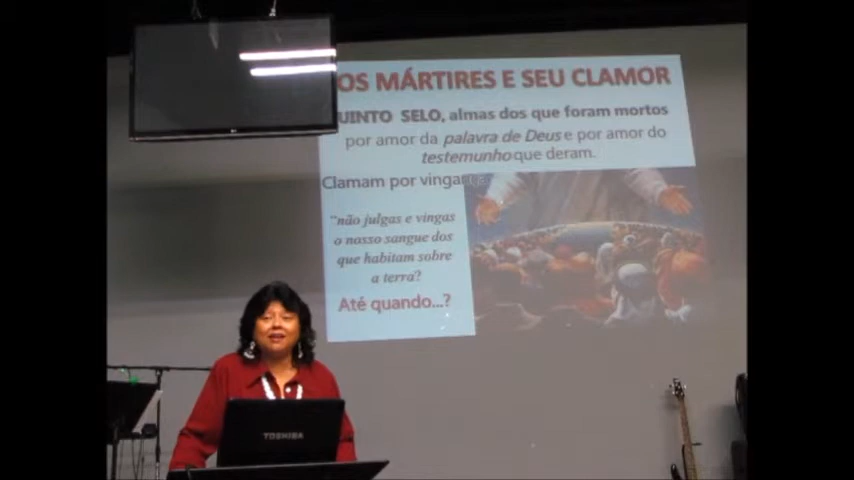 OS MÁRTIRES E SEU CLAMOR
UINTO SELO, almas dos que foram mortos
por amor da palavra de Deus e por amor do
testemunho que deram.
Clamam por vingança
"não julgas e vingas
o nosso sangue dos
que habitam sobre
a terra?
Até quando...?
TOSHIBA